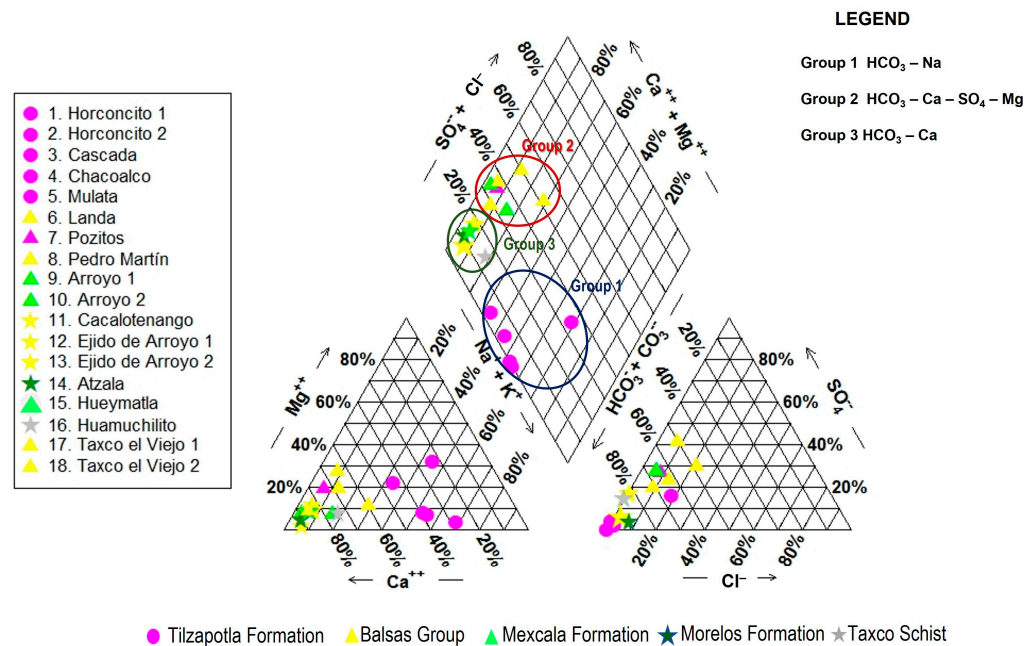 LEGEND
Group 1 HCO₃ – Na
Group 2 HCO₃ – Ca – SO₄ – Mg
Group 3 HCO₃ – Ca
1. Horconcito 1
2. Horconcito 2
3. Cascada
4. Chacoalco
5. Mulata
6. Landa
7. Pozitos
8. Pedro Martín
9. Arroyo 1
10. Arroyo 2
11. Cacalotenango
12. Ejido de Arroyo 1
13. Ejido de Arroyo 2
14. Atzala
15. Hueymatla
16. Huamuchilito
17. Taxco el Viejo 1
18. Taxco el Viejo 2
SO₄⁻⁻ + Cl⁻
80%
60%
40%
20%
Ca⁺⁺ + Mg⁺⁺
80%
60%
40%
20%
Group 2
Group 3
Group 1
Mg⁺⁺
80%
60%
40%
20%
Na⁺ + K⁺
20%
40%
60%
80%
Ca⁺⁺
80%
60%
40%
20%
HCO₃⁻ + CO₃⁻⁻
20%
40%
60%
80%
SO₄⁻⁻
80%
60%
40%
20%
Cl⁻
20%
40%
60%
80%
Tilzapotla Formation
Balsas Group
Mexcala Formation
Morelos Formation
Taxco Schist